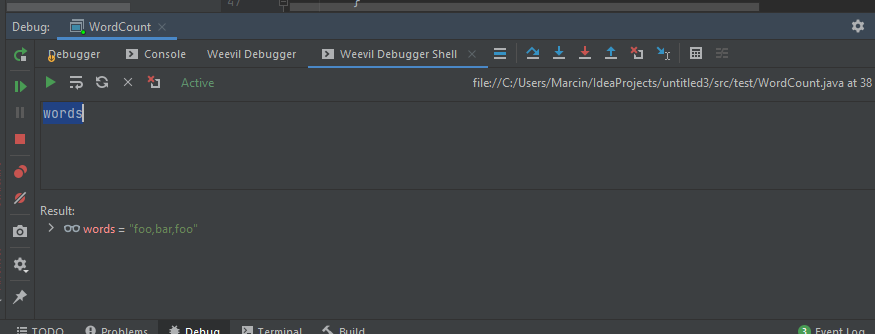 47 }
Debug: WordCount
Debugger Console Weevil Debugger Weevil Debugger Shell
Active file://C:/Users/Marcin/IdeaProjects/untitled3/src/test/WordCount.java at 38
words
Result:
words = "foo,bar,foo"
TODO Problems Debug Terminal Build 3 Event Log